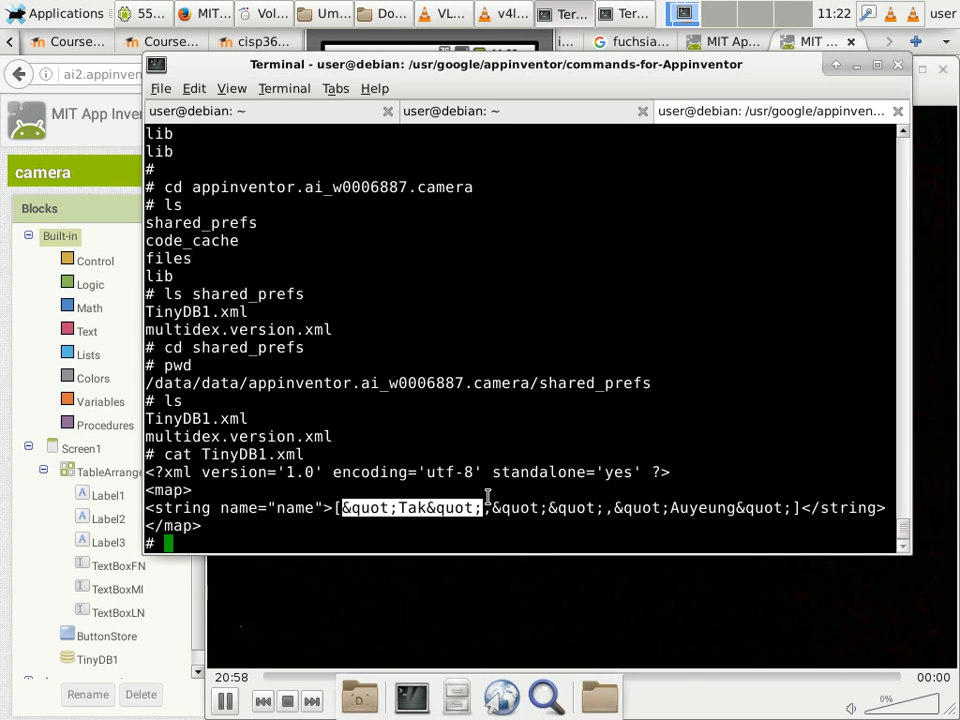 Applications
55...
MIT...
Vol...
Um...
Do...
VL...
v4l...
Ter...
Ter...
11:22
user
Course...
Course...
cisp36...
i...
fuchsia...
MIT Ap...
MIT ...
ai2.appinven
Terminal - user@debian: /usr/google/appinventor/commands-for-Appinventor
File Edit View Terminal Tabs Help
user@debian: ~
user@debian: ~
user@debian: /usr/google/appinven...
MIT App Inver
camera
Blocks
Built-in
Control
Logic
Math
Text
Lists
Colors
Variables
Procedures
Screen1
TableArrang
Label1
Label2
Label3
TextBoxFN
TextBoxMI
TextBoxLN
ButtonStore
TinyDB1
Rename
Delete
lib
lib
#
# cd appinventor.ai_w0006887.camera
# ls
shared_prefs
code_cache
files
lib
# ls shared_prefs
TinyDB1.xml
multidex.version.xml
# cd shared_prefs
# pwd
/data/data/appinventor.ai_w0006887.camera/shared_prefs
# ls
TinyDB1.xml
multidex.version.xml
# cat TinyDB1.xml
<?xml version='1.0' encoding='utf-8' standalone='yes' ?>
<map>
<string name="name">[&quot;Tak&quot;,&quot;&quot;,&quot;Auyeung&quot;]</string>
</map>
#
20:58
00:00
0%